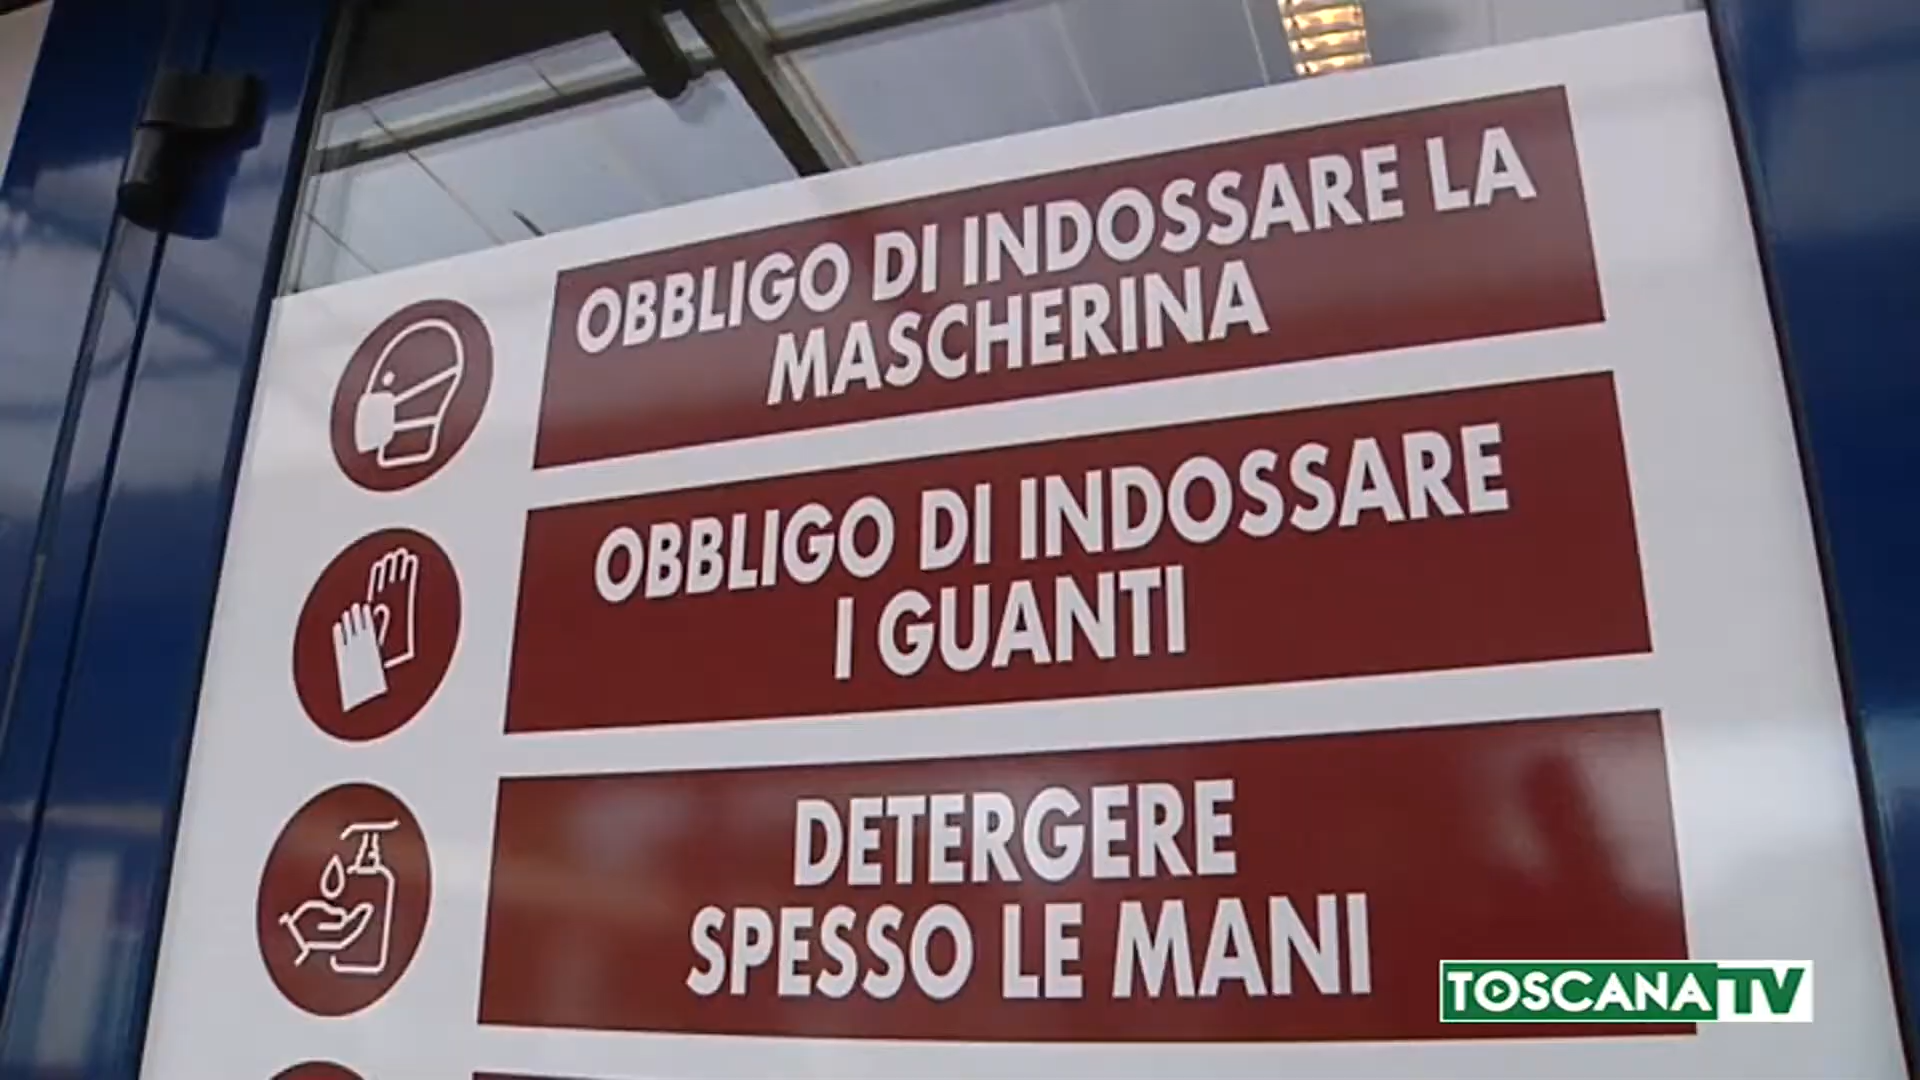 OBBLIGO DI INDOSSARE LA
MASCHERINA
OBBLIGO DI INDOSSARE
I GUANTI
DETERGERE
SPESSO LE MANI
TOSCANA TV